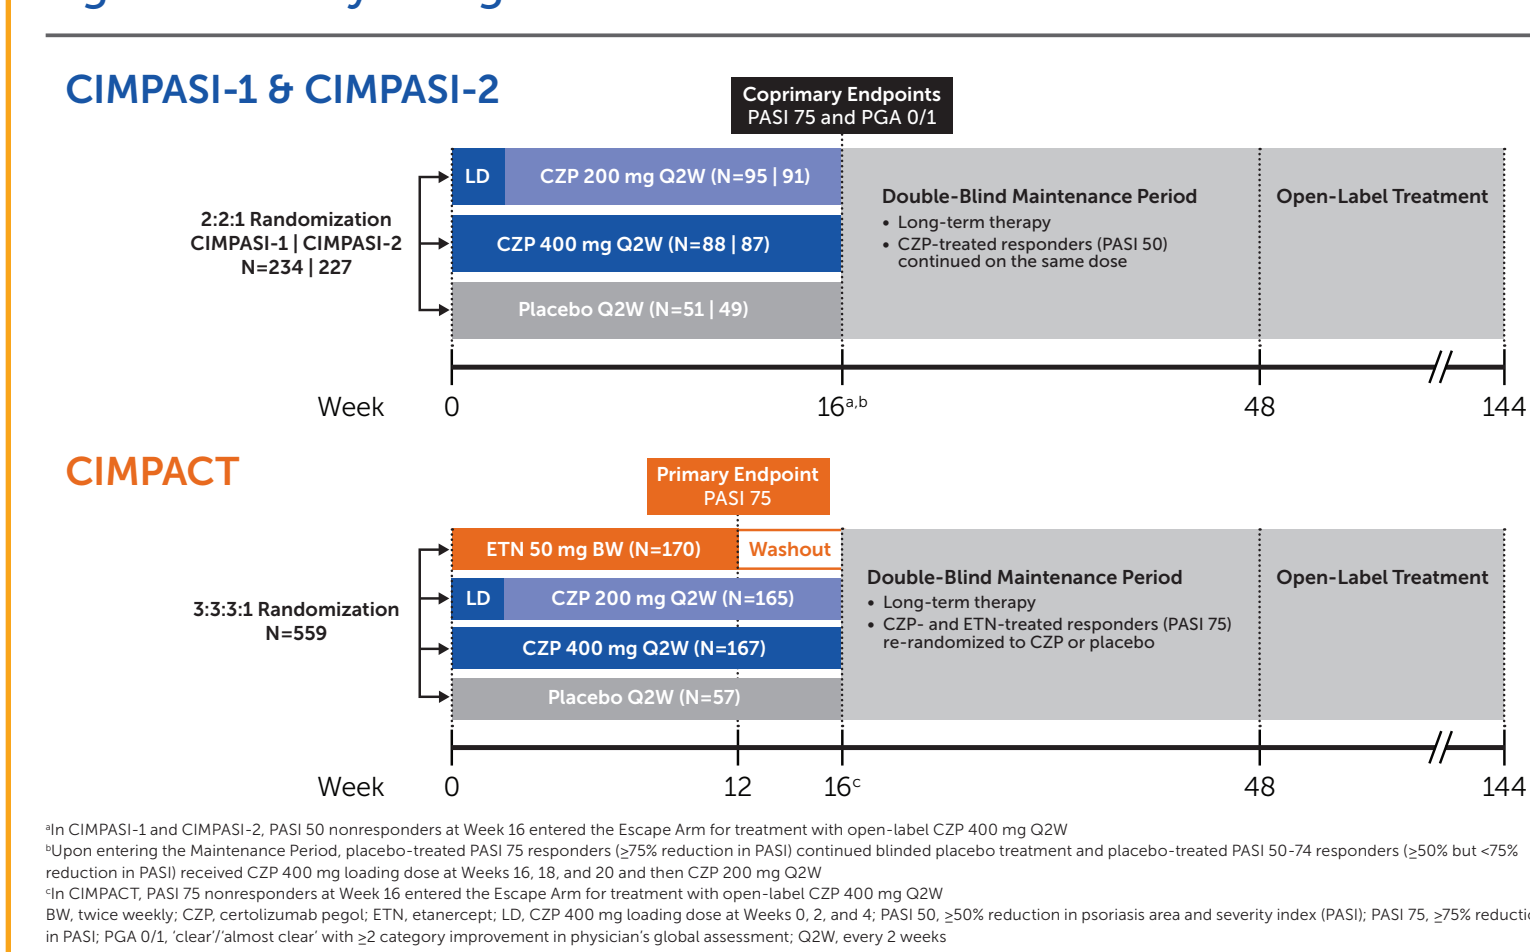 CIMPASI-1 & CIMPASI-2
Coprimary Endpoints
PASI 75 and PGA 0/1
2:2:1 Randomization
CIMPASI-1 | CIMPASI-2
N=234 | 227
LD
CZP 200 mg Q2W (N=95 | 91)
CZP 400 mg Q2W (N=88 | 87)
Placebo Q2W (N=51 | 49)
Double-Blind Maintenance Period
• Long-term therapy
• CZP-treated responders (PASI 50)
continued on the same dose
Open-Label Treatment
Week
0
16a,b
48
144
CIMPACT
Primary Endpoint
PASI 75
3:3:3:1 Randomization
N=559
ETN 50 mg BW (N=170)
Washout
LD
CZP 200 mg Q2W (N=165)
CZP 400 mg Q2W (N=167)
Placebo Q2W (N=57)
Double-Blind Maintenance Period
• Long-term therapy
• CZP- and ETN-treated responders (PASI 75)
re-randomized to CZP or placebo
Open-Label Treatment
Week
0
12
16c
48
144
aIn CIMPASI-1 and CIMPASI-2, PASI 50 nonresponders at Week 16 entered the Escape Arm for treatment with open-label CZP 400 mg Q2W
bUpon entering the Maintenance Period, placebo-treated PASI 75 responders (≥75% reduction in PASI) continued blinded placebo treatment and placebo-treated PASI 50-74 responders (≥50% but <75%
reduction in PASI) received CZP 400 mg loading dose at Weeks 16, 18, and 20 and then CZP 200 mg Q2W
cIn CIMPACT, PASI 75 nonresponders at Week 16 entered the Escape Arm for treatment with open-label CZP 400 mg Q2W
BW, twice weekly; CZP, certolizumab pegol; ETN, etanercept; LD, CZP 400 mg loading dose at Weeks 0, 2, and 4; PASI 50, ≥50% reduction in psoriasis area and severity index (PASI); PASI 75, ≥75%
in PASI; PGA 0/1, 'clear'/'almost clear' with ≥2 category improvement in physician's global assessment; Q2W, every 2 weeks